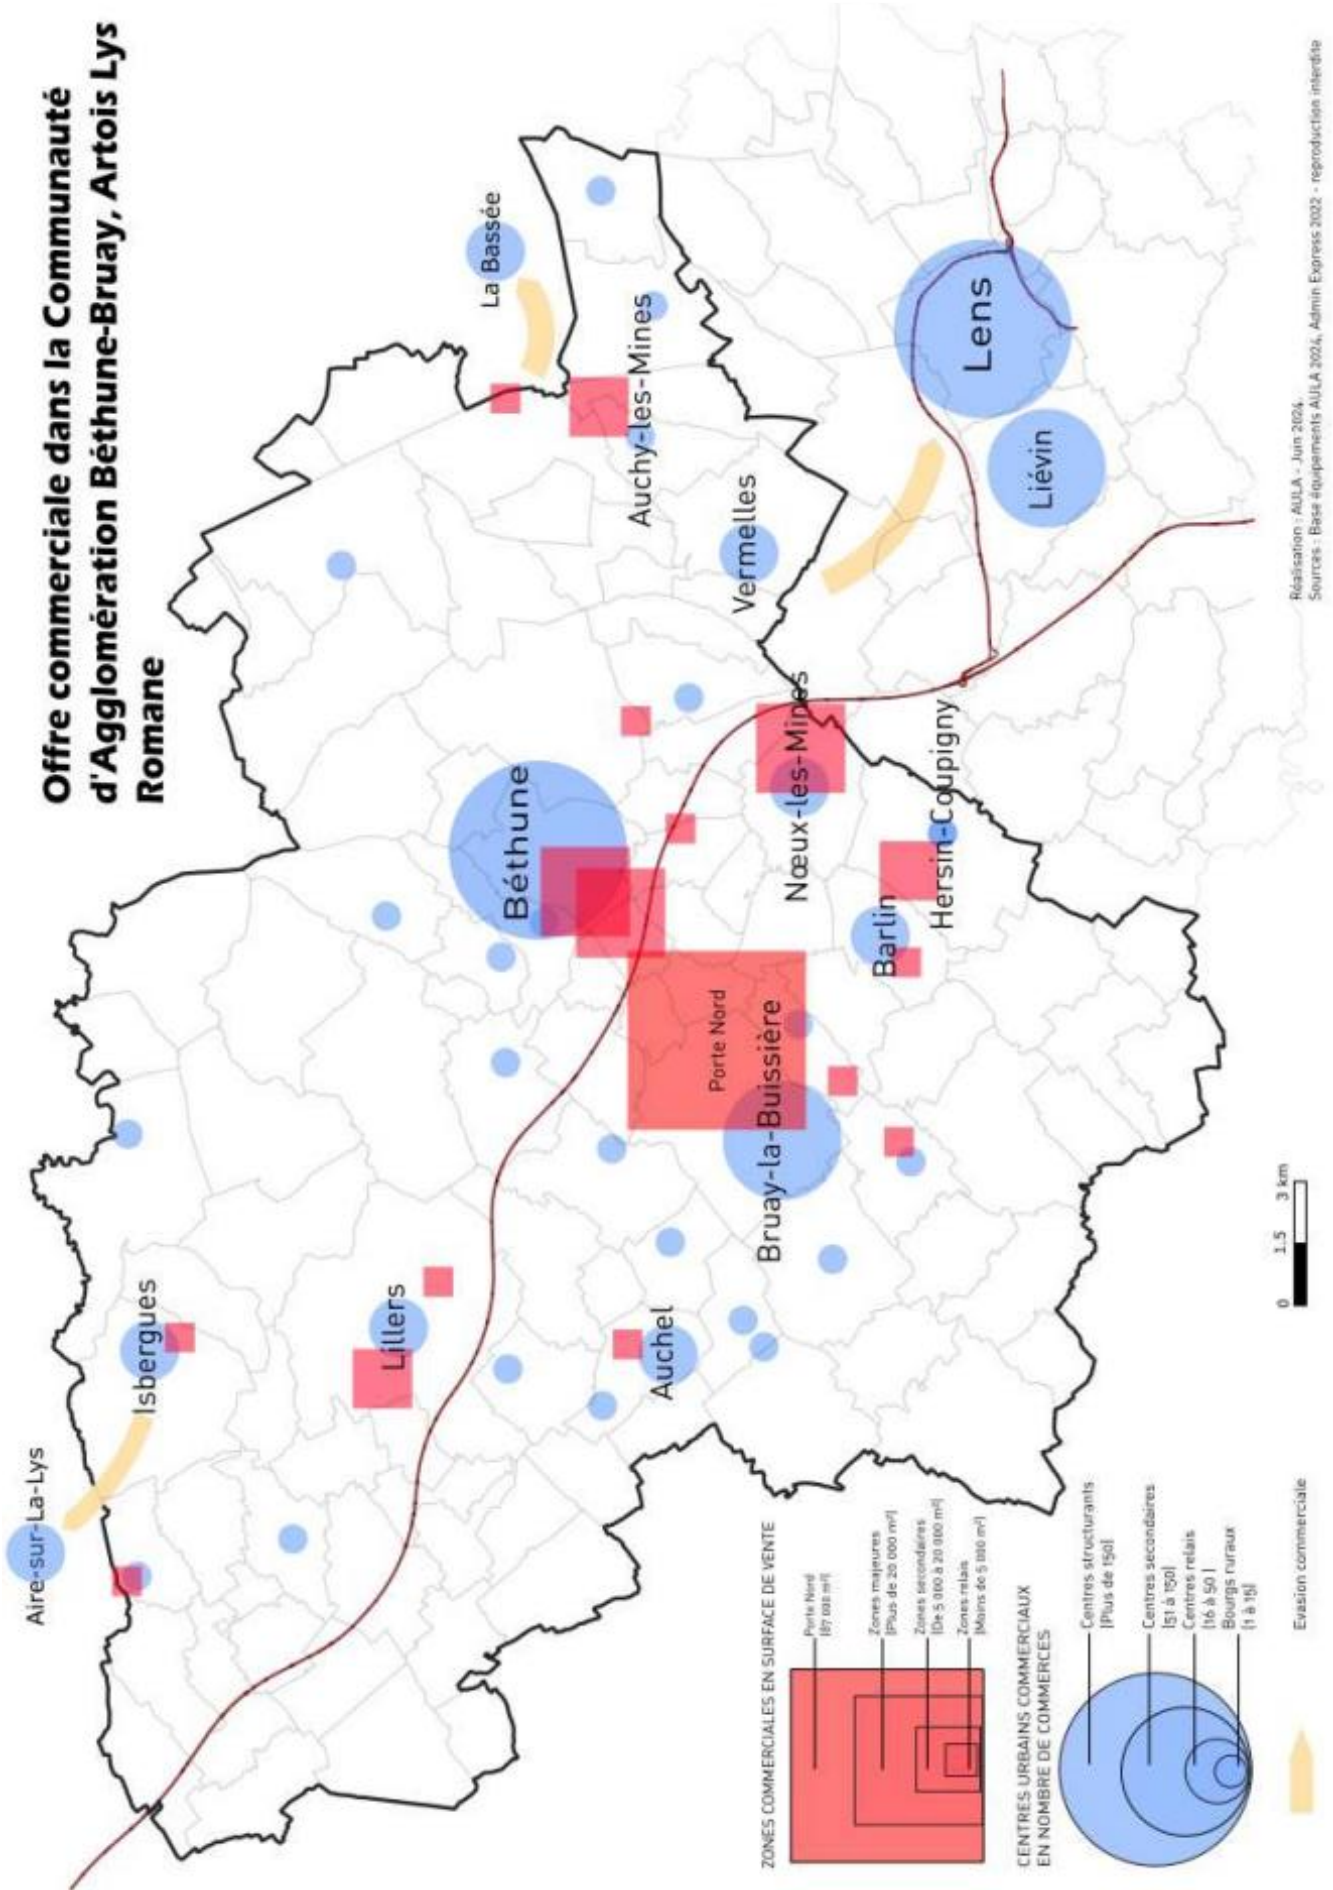 Offre commerciale dans la Communauté
d'Agglomération Béthune-Bruay, Artois Lys
Romane
Aire-sur-La-Lys
Isbergues
Lillers
La Bassée
Béthune
Auchy-les-Mines
Auchel
Porte Nord
Vermelles
Bruay-la-Buissière
Nœux-les-Mines
Barlin
Hersin-Coupigny
Lens
Liévin
ZONES COMMERCIALES EN SURFACE DE VENTE
Porte Nord
[87 000 m²]
Zones majeures
[Plus de 20 000 m²]
Zones secondaires
[De 5 000 à 20 000 m²]
Zones relais
[Moins de 5 000 m²]
CENTRES URBAINS COMMERCIAUX
EN NOMBRE DE COMMERCES
Centres structurants
[Plus de 150]
Centres secondaires
[51 à 150]
Centres relais
[16 à 50 ]
Bourgs ruraux
[1 à 15]
Evasion commerciale
0 1.5 3 km
Réalisation : AULA - Juin 2024.
Sources : Base équipements AULA 2024, Admin Express 2022 - reproduction interdite